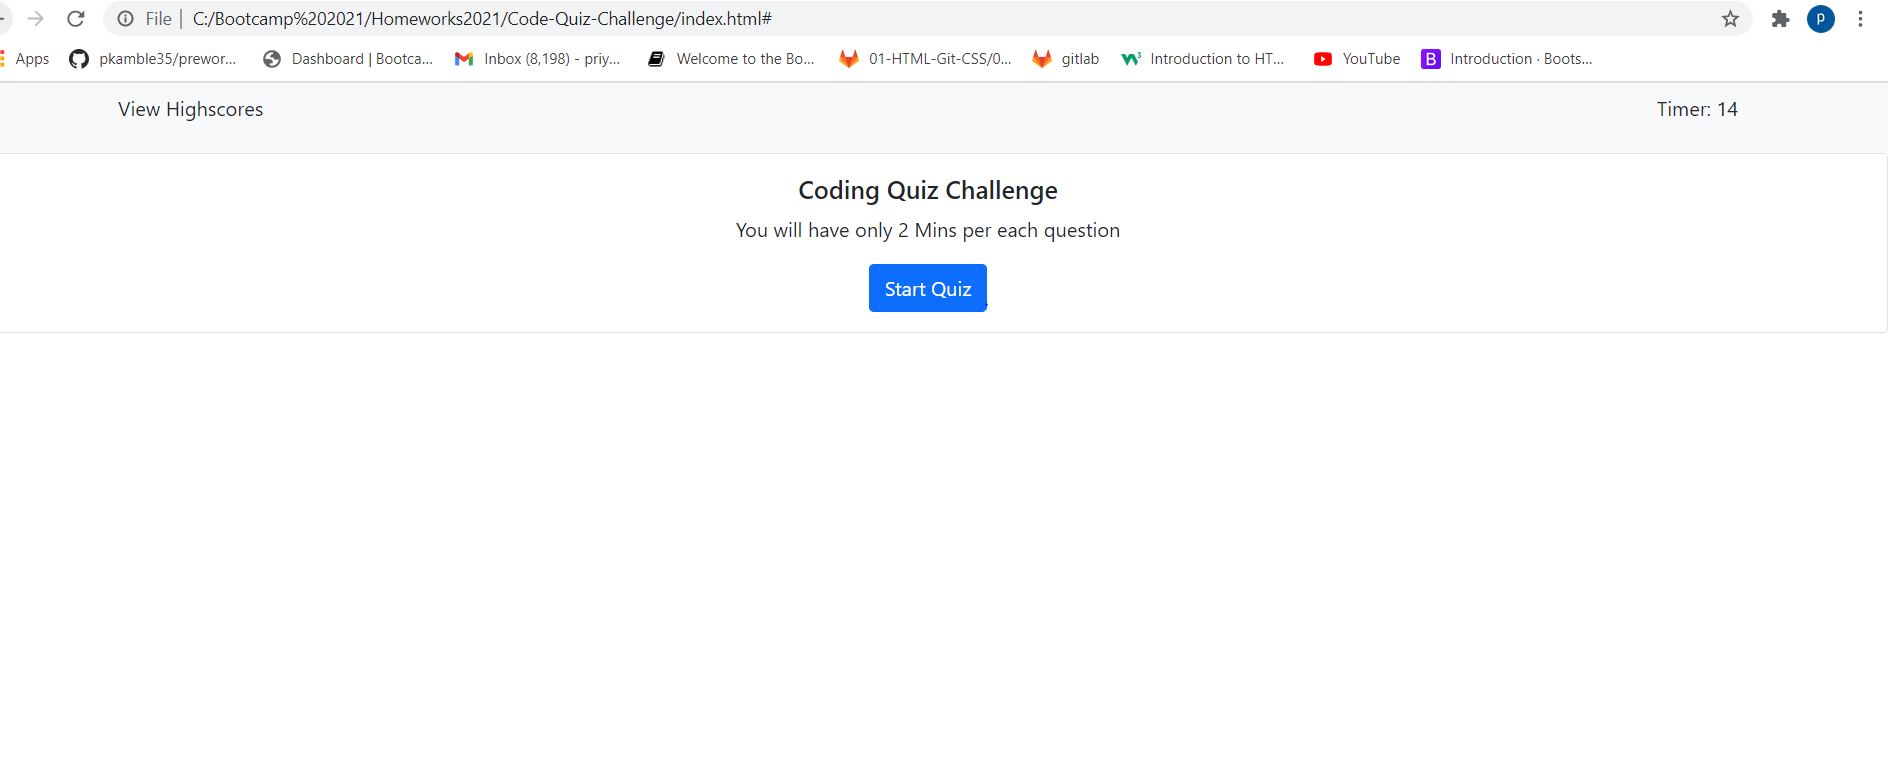 File | C:/Bootcamp%202021/Homeworks2021/Code-Quiz-Challenge/index.html# p
Apps pkamble35/prewor... Dashboard | Bootca... Inbox (8,198) - priy... Welcome to the Bo... 01-HTML-Git-CSS/0... gitlab Introduction to HT... YouTube B Introduction · Boots...
View Highscores Timer: 14
Coding Quiz Challenge
You will have only 2 Mins per each question
Start Quiz